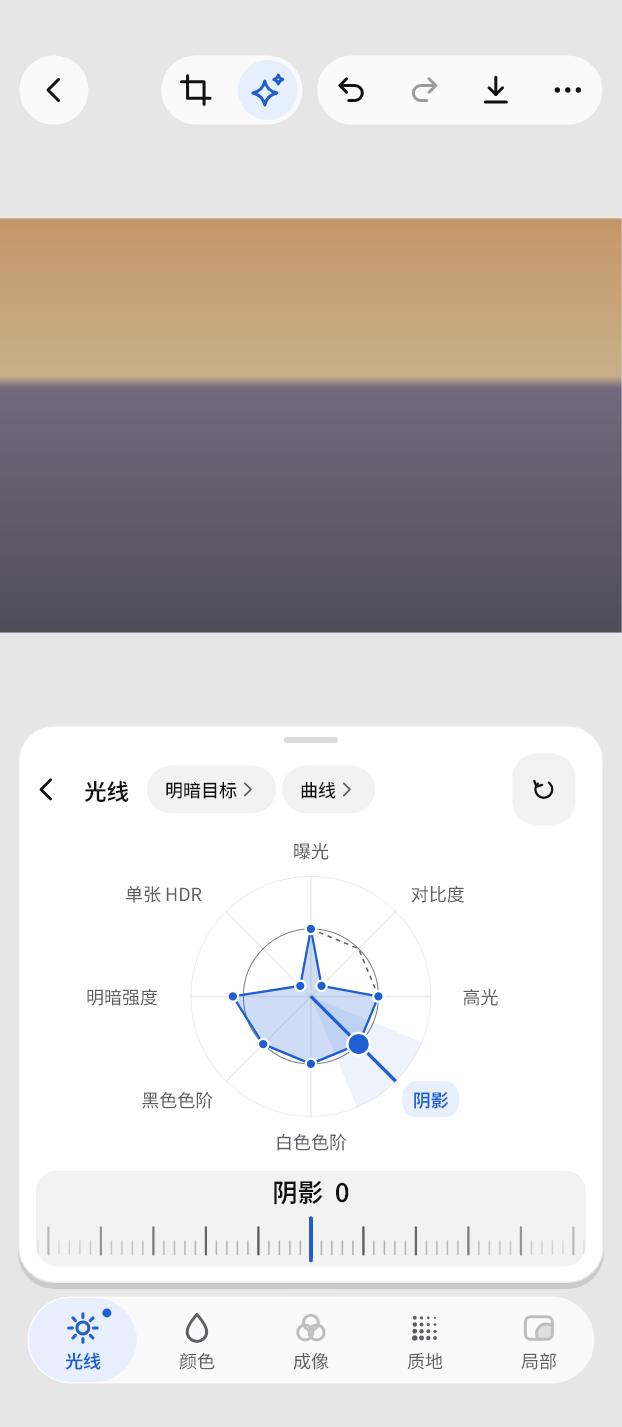 光线
明暗目标
曲线
曝光
单张 HDR
对比度
明暗强度
高光
黑色色阶
阴影
白色色阶
阴影 0
光线
颜色
成像
质地
局部